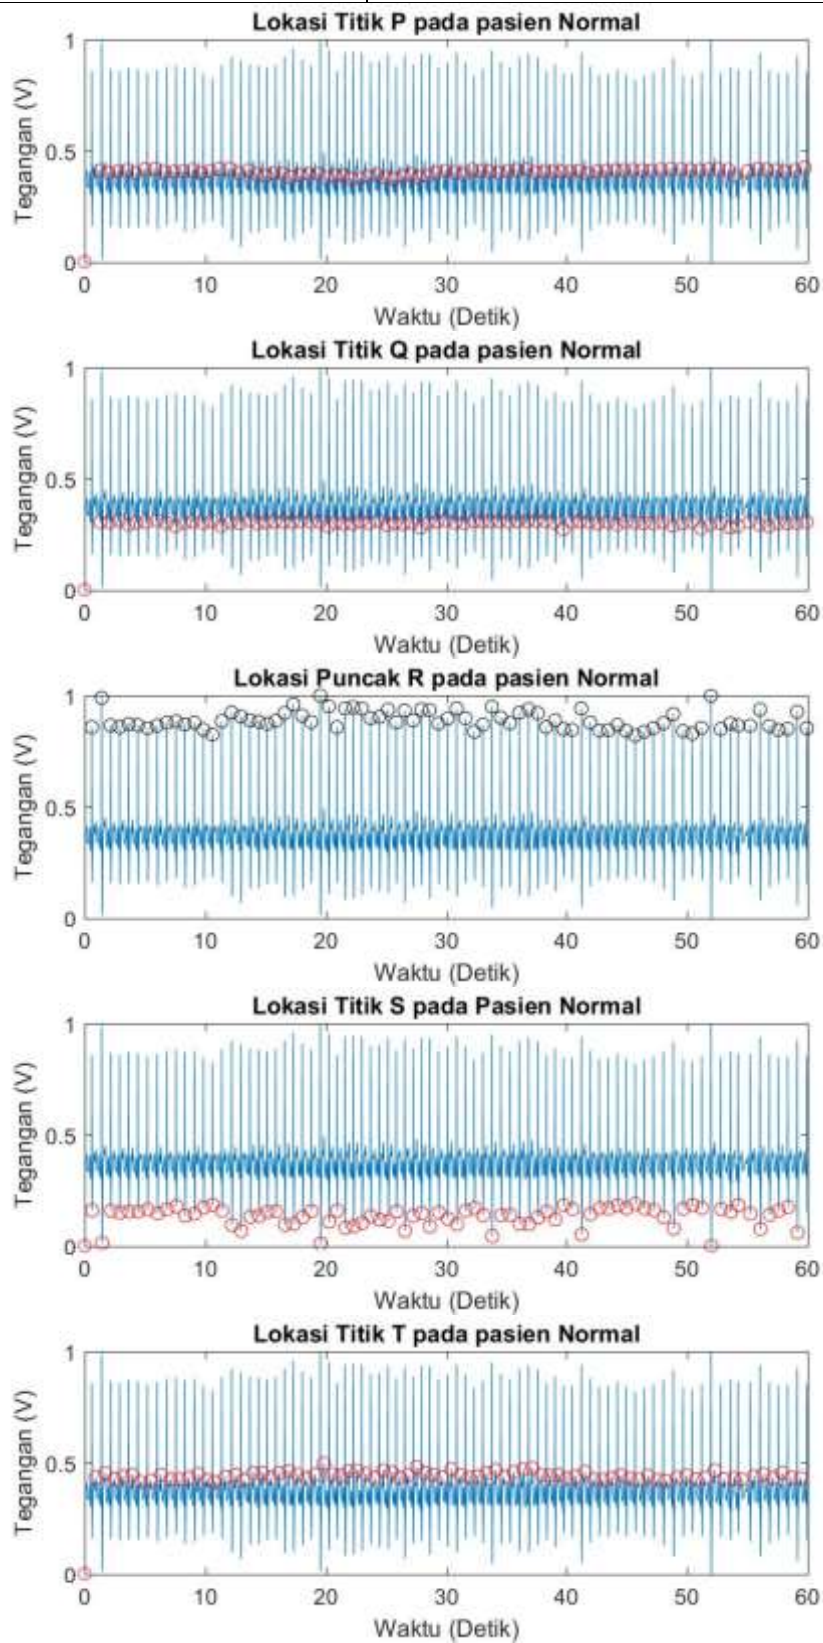 Lokasi Titik P pada pasien Normal
1
0.5
0
Tegangan (V)
0 10 20 30 40 50 60
Waktu (Detik)
Lokasi Titik Q pada pasien Normal
1
0.5
0
Tegangan (V)
0 10 20 30 40 50 60
Waktu (Detik)
Lokasi Puncak R pada pasien Normal
1
0.5
0
Tegangan (V)
0 10 20 30 40 50 60
Waktu (Detik)
Lokasi Titik S pada Pasien Normal
1
0.5
0
Tegangan (V)
0 10 20 30 40 50 60
Waktu (Detik)
Lokasi Titik T pada pasien Normal
1
0.5
0
Tegangan (V)
0 10 20 30 40 50 60
Waktu (Detik)